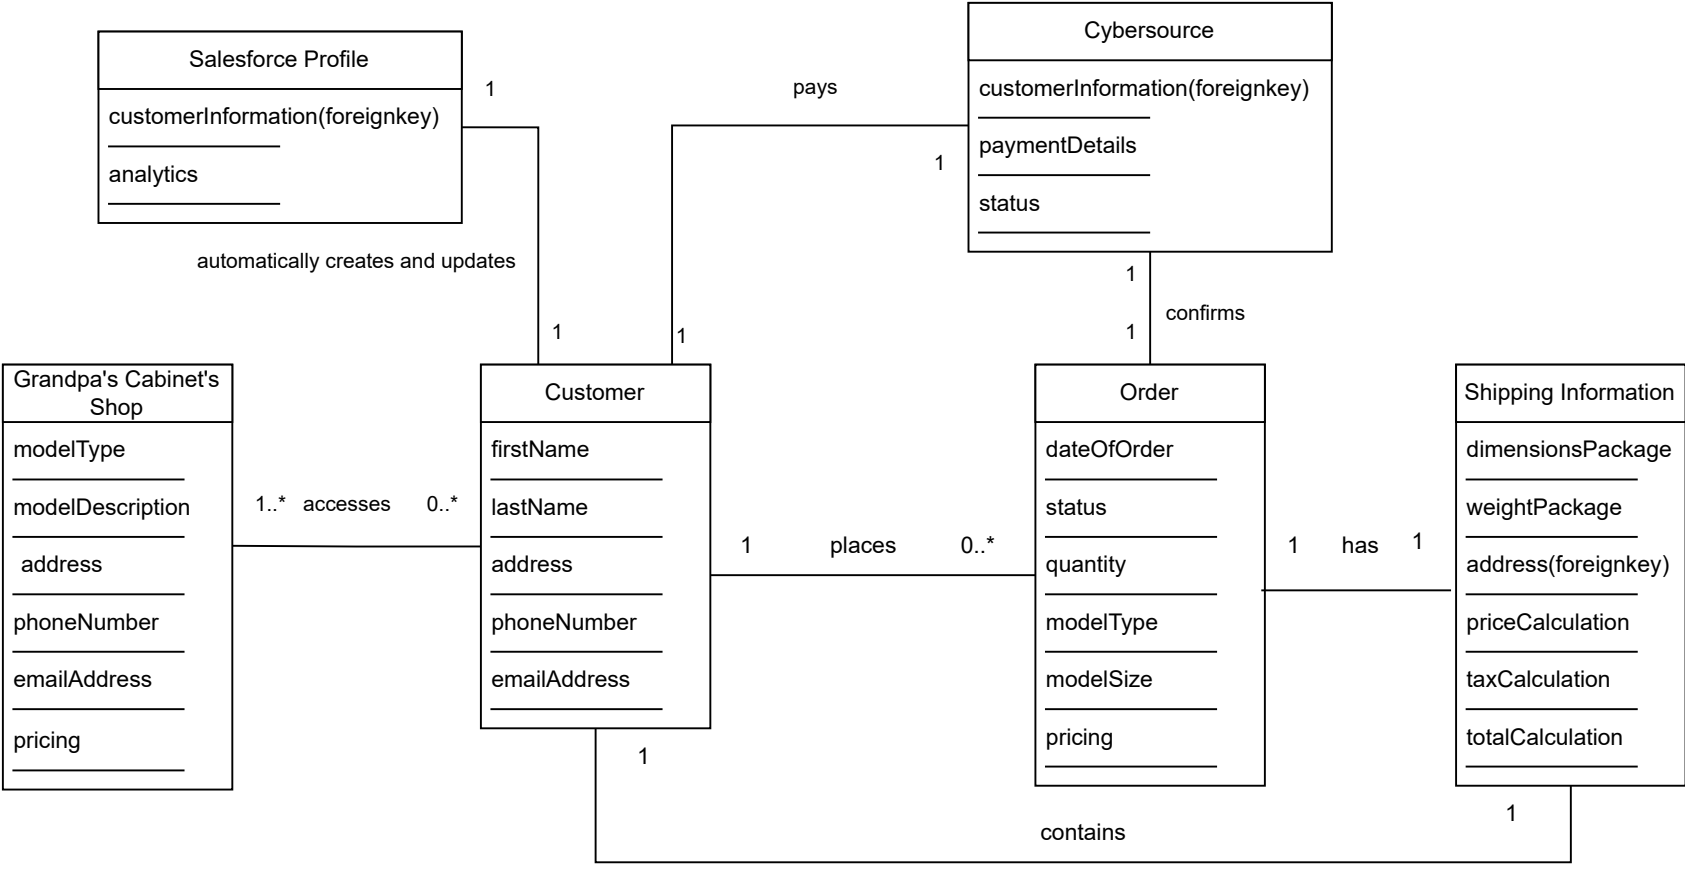 Salesforce Profile
customerInformation(foreignkey)
analytics
1
automatically creates and updates
1
pays
1
1
Cybersource
customerInformation(foreignkey)
paymentDetails
status
1
confirms
1
Grandpa's Cabinet's
Shop
modelType
modelDescription
address
phoneNumber
emailAddress
pricing
1..* accesses 0..*
Customer
firstName
lastName
address
phoneNumber
emailAddress
1 places 0..*
Order
dateOfOrder
status
quantity
modelType
modelSize
pricing
1 has 1
Shipping Information
dimensionsPackage
weightPackage
address(foreignkey)
priceCalculation
taxCalculation
totalCalculation
1
contains
1